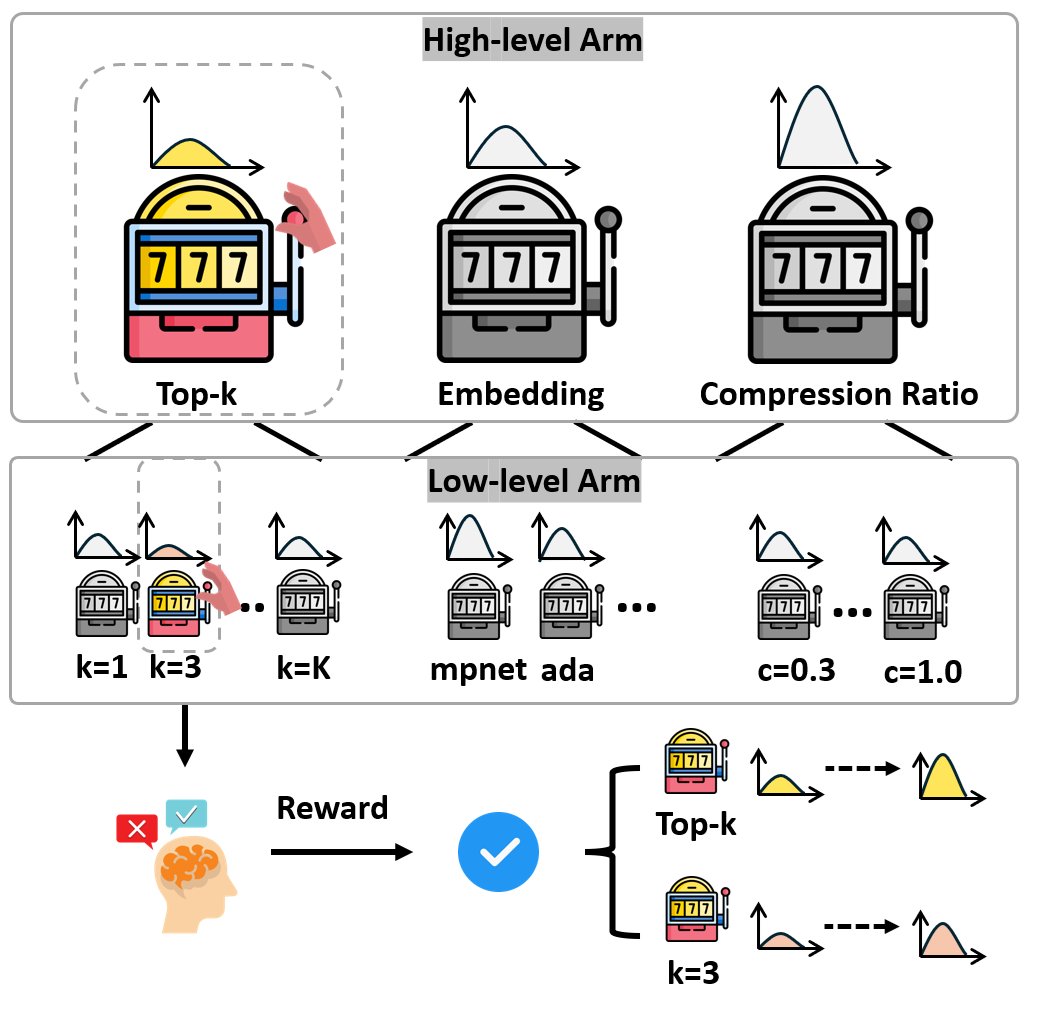 High-level Arm
777 777 777
Top-k Embedding Compression Ratio
Low-level Arm
777 777 777 777 777 777 777
k=1 k=3 k=K mpnet ada c=0.3 c=1.0
777
Top-k
Reward
777
k=3